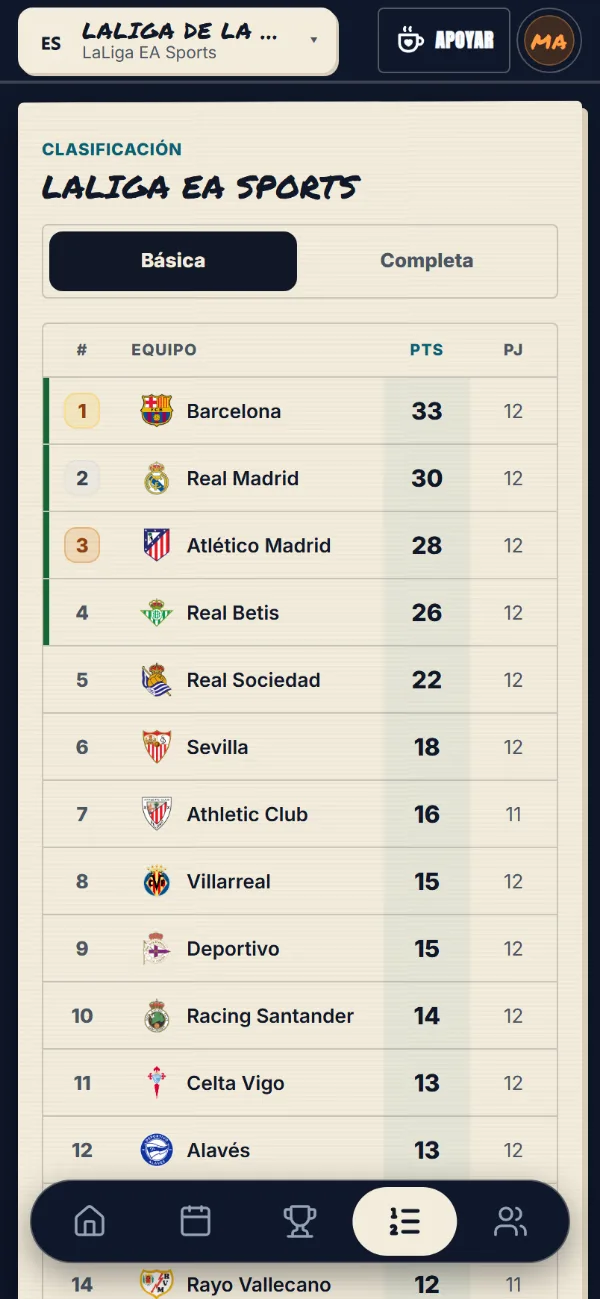 ES
LALIGA DE LA ...
LaLiga EA Sports
APOYAR
MA
CLASIFICACIÓN
LALIGA EA SPORTS
Básica
Completa
# EQUIPO PTS PJ
1 Barcelona 33 12
2 Real Madrid 30 12
3 Atlético Madrid 28 12
4 Real Betis 26 12
5 Real Sociedad 22 12
6 Sevilla 18 12
7 Athletic Club 16 11
8 Villarreal 15 12
9 Deportivo 15 12
10 Racing Santander 14 12
11 Celta Vigo 13 12
12 Alavés 13 12
14 Rayo Vallecano 12 11